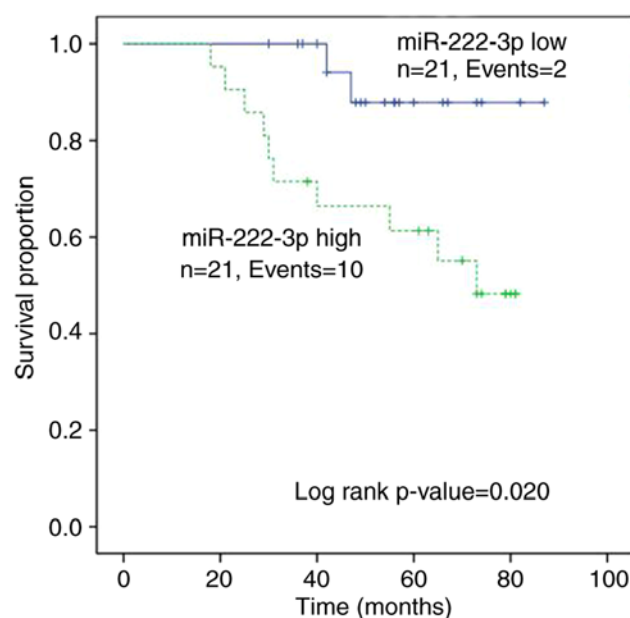 1.0
0.8
0.6
0.4
0.2
0.0
Survival proportion
miR-222-3p low
n=21, Events=2
miR-222-3p high
n=21, Events=10
Log rank p-value=0.020
0 20 40 60 80 100
Time (months)